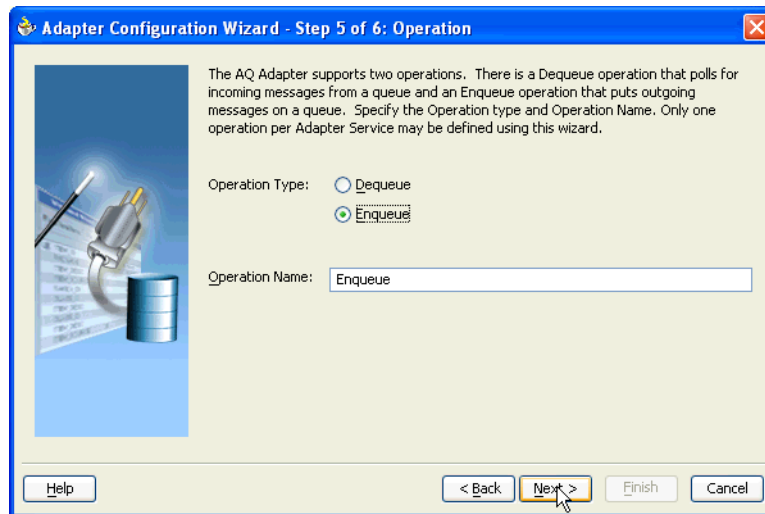 Adapter Configuration Wizard - Step 5 of 6: Operation
The AQ Adapter supports two operations. There is a Dequeue operation that polls for
incoming messages from a queue and an Enqueue operation that puts outgoing
messages on a queue. Specify the Operation type and Operation Name. Only one
operation per Adapter Service may be defined using this wizard.
Operation Type: Dequeue
Enqueue
Operation Name: Enqueue
Help < Back Next > Finish Cancel